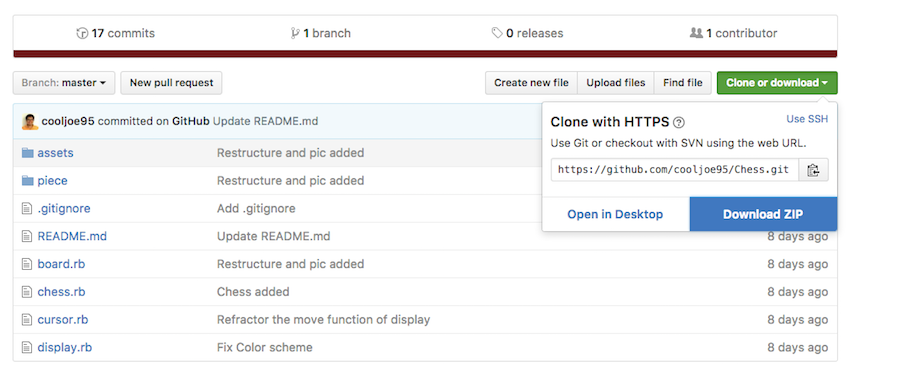 17 commits 1 branch 0 releases 1 contributor
Branch: master New pull request Create new file Upload files Find file Clone or download
cooljoe95 committed on GitHub Update README.md
Clone with HTTPS Use SSH
Use Git or checkout with SVN using the web URL.
https://github.com/cooljoe95/Chess.git
Open in Desktop Download ZIP
assets Restructure and pic added
piece Restructure and pic added
.gitignore Add .gitignore
README.md Update README.md 8 days ago
board.rb Restructure and pic added 8 days ago
chess.rb Chess added 8 days ago
cursor.rb Refractor the move function of display 8 days ago
display.rb Fix Color scheme 8 days ago